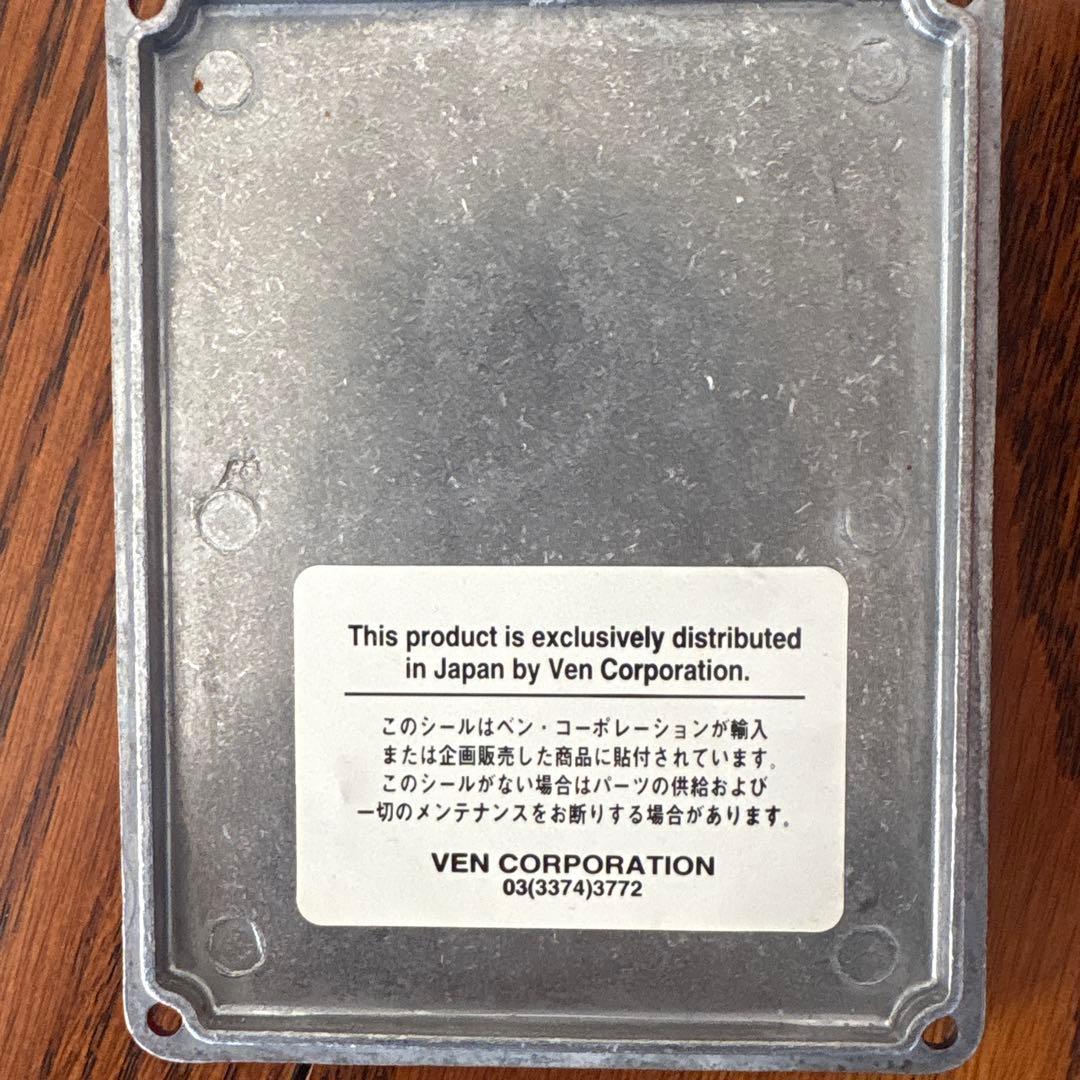 This product is exclusively distributed
in Japan by Ven Corporation.
このシールはベン・コーポレーションが輸入
または企画販売した商品に貼付されています。
このシールがない場合はパーツの供給および
一切のメンテナンスをお断りする場合があります。
VEN CORPORATION
03(3374)3772